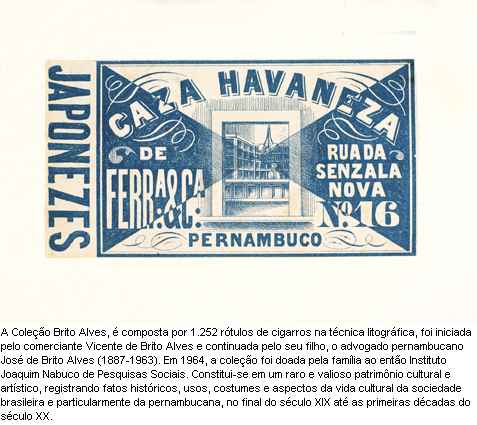 JAPONEZES
CAZA HAVANEZA
DE
FERRA.& CA.
RUA DA
SENZALA
NOVA
No. 16
PERNAMBUCO
A Coleção Brito Alves, é composta por 1.252 rótulos de cigarros na técnica litográfica, foi iniciada
pelo comerciante Vicente de Brito Alves e continuada pelo seu filho, o advogado pernambucano
José de Brito Alves (1887-1963). Em 1964, a coleção foi doada pela família ao então Instituto
Joaquim Nabuco de Pesquisas Sociais. Constitui-se em um raro e valioso patrimônio cultural e
artístico, registrando fatos históricos, usos, costumes e aspectos da vida cultural da sociedade
brasileira e particularmente da pernambucana, no final do século XIX até as primeiras décadas do
século XX.